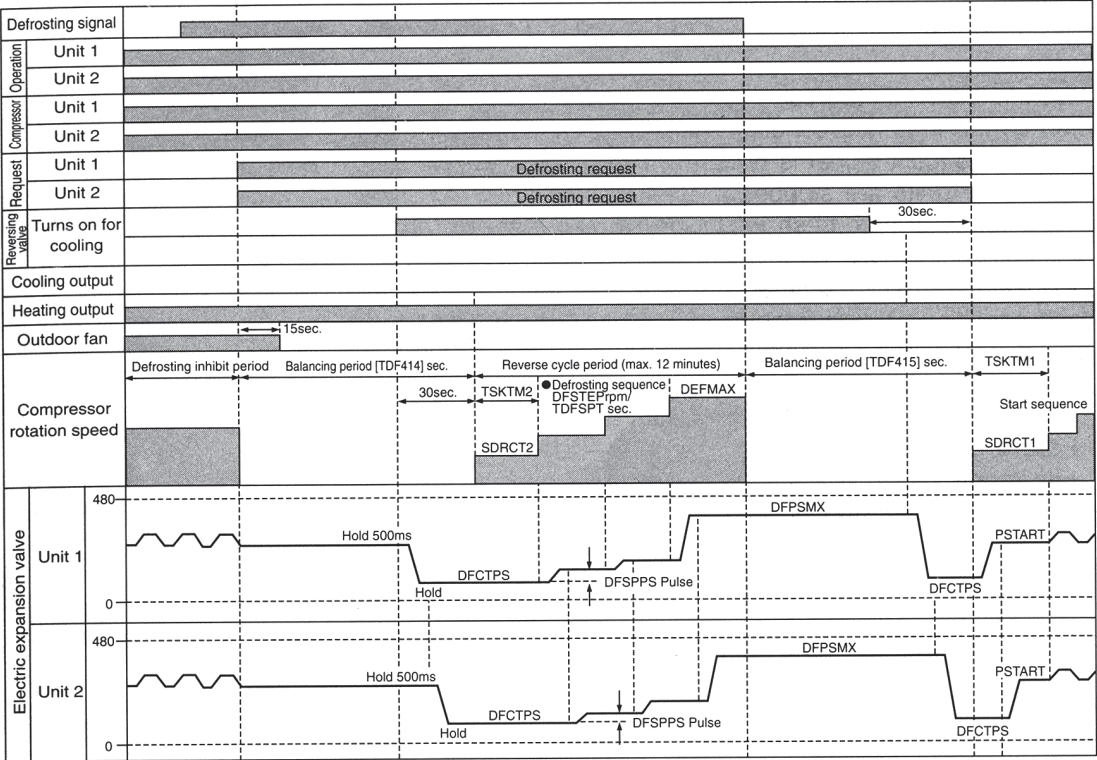 Defrosting signal
Operation
Unit 1
Unit 2
Compressor
Unit 1
Unit 2
Request
Unit 1
Defrosting request
Unit 2
Defrosting request
Reversing valve
Turns on for cooling
30sec.
Cooling output
Heating output
Outdoor fan
15sec.
Compressor rotation speed
Defrosting inhibit period
Balancing period [TDF414] sec.
Reverse cycle period (max. 12 minutes)
Balancing period [TDF415] sec.
TSKTM1
30sec.
TSKTM2
●Defrosting sequence
DFSTEPrpm/
TDFSPT sec.
DEFMAX
Start sequence
SDRCT2
SDRCT1
Electric expansion valve
Unit 1
480
0
Hold 500ms
DFCTPS
Hold
DFSPPS Pulse
DFPSMX
DFCTPS
PSTART
Unit 2
480
0
Hold 500ms
DFCTPS
Hold
DFSPPS Pulse
DFPSMX
DFCTPS
PSTART